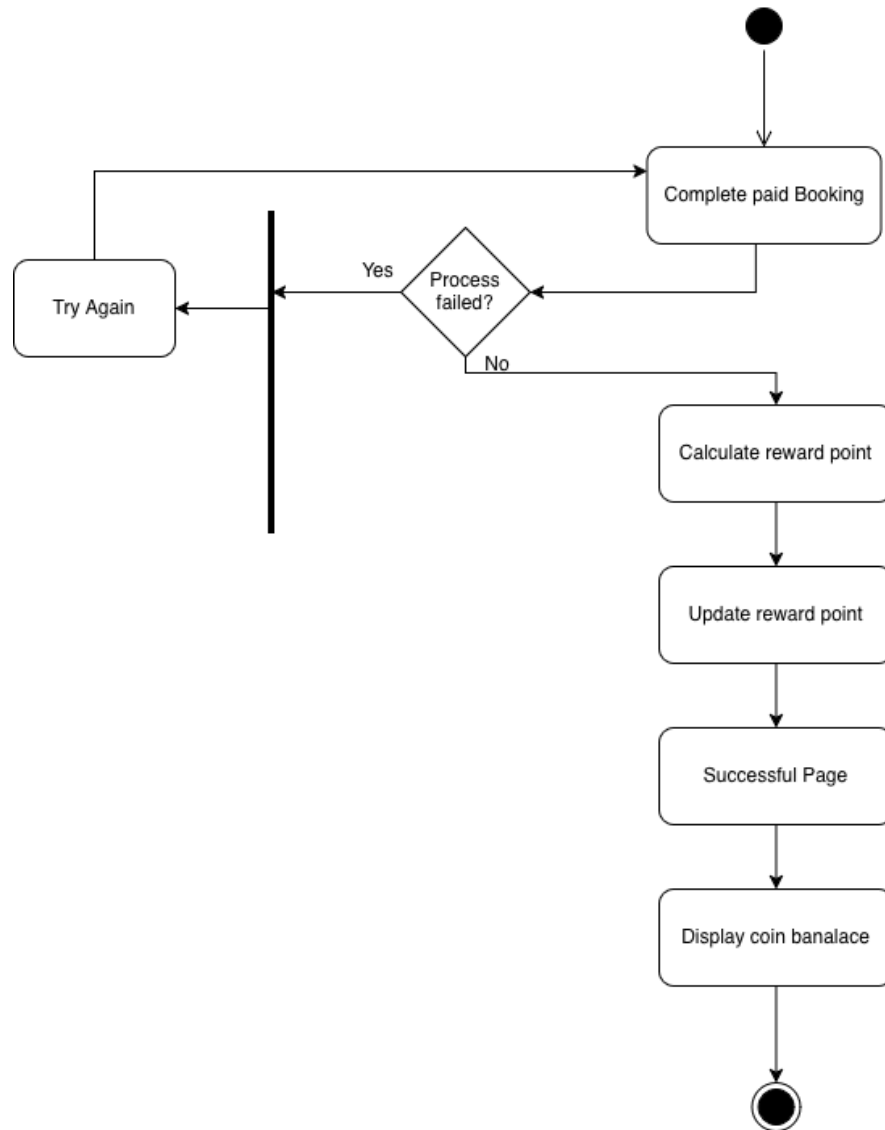 Complete paid Booking
Yes
Process
failed?
Try Again
No
Calculate reward point
Update reward point
Successful Page
Display coin banalace